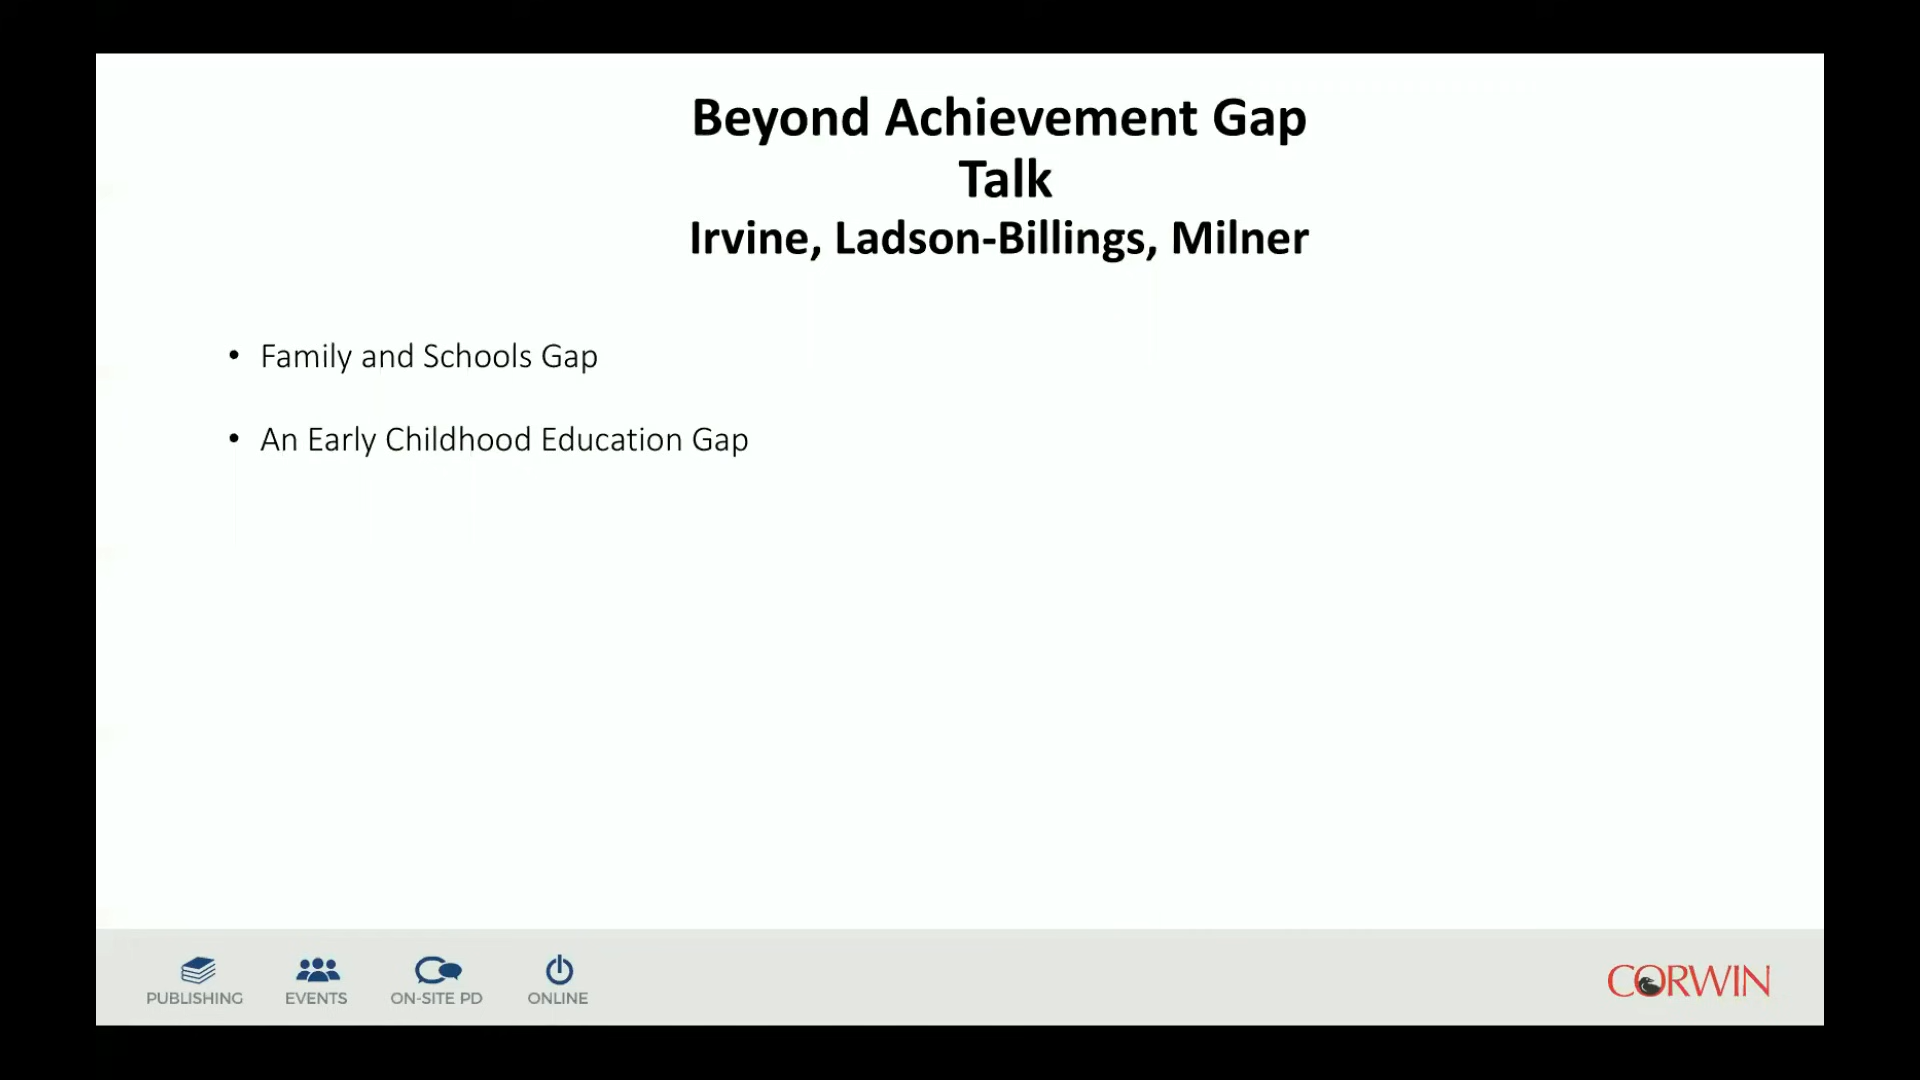 Beyond Achievement Gap
Talk
Irvine, Ladson-Billings, Milner
• Family and Schools Gap
• An Early Childhood Education Gap
PUBLISHING EVENTS ON-SITE PD ONLINE
CORWIN